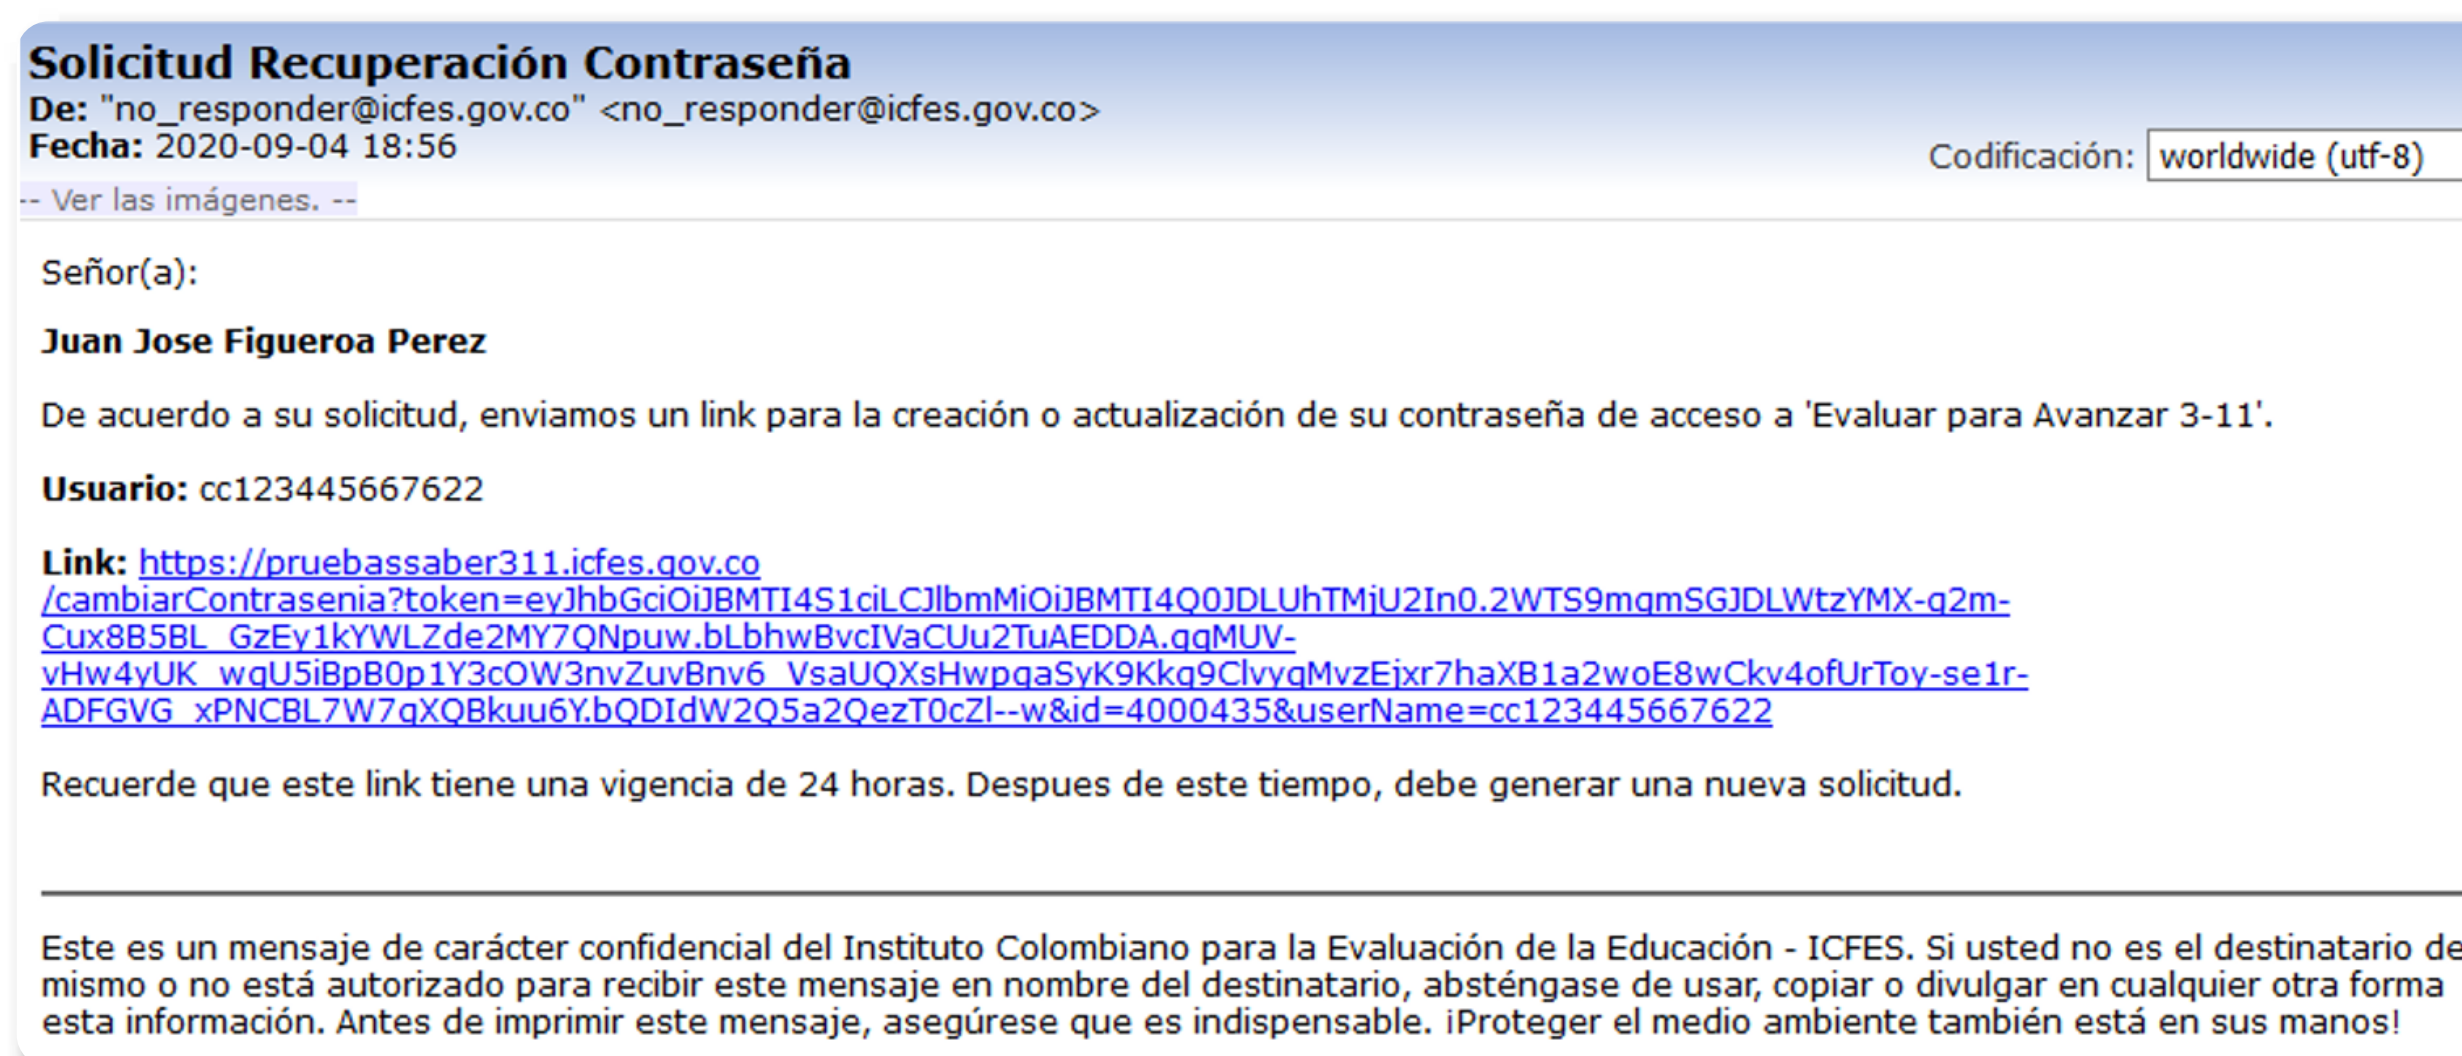 Solicitud Recuperación Contraseña
De: "no_responder@icfes.gov.co" <no_responder@icfes.gov.co>
Fecha: 2020-09-04 18:56
Codificación: worldwide (utf-8)
-- Ver las imágenes. --
Señor(a):
Juan Jose Figueroa Perez
De acuerdo a su solicitud, enviamos un link para la creación o actualización de su contraseña de acceso a 'Evaluar para Avanzar 3-11'.
Usuario: cc123445667622
Link: https://pruebassaber311.icfes.gov.co
/cambiarContrasenia?token=eyJhbGciOiJBMTI4S1ciLCJlbmMiOiJBMTI4Q0JDLUhTMjU2In0.2WTS9mqmSGJDLWtzYMX-q2m-
Cux8B5BL_GzEy1kYWLZde2MY7QNpuw.bLbhwBvcIVaCUu2TuAEDDA.qqMUV-
vHw4yUK_wqU5iBpB0p1Y3cOW3nvZuvBnv6_VsaUQXsHwpqaSyK9Kkq9ClvyqMvzEjxr7haXB1a2woE8wCkv4ofUrToy-se1r-
ADFGVG_xPNCBL7W7qXQBkuu6Y.bQDIdW2Q5a2QezT0cZl--w&id=4000435&userName=cc123445667622
Recuerde que este link tiene una vigencia de 24 horas. Despues de este tiempo, debe generar una nueva solicitud.
Este es un mensaje de carácter confidencial del Instituto Colombiano para la Evaluación de la Educación - ICFES. Si usted no es el destinatario de
mismo o no está autorizado para recibir este mensaje en nombre del destinatario, absténgase de usar, copiar o divulgar en cualquier otra forma
esta información. Antes de imprimir este mensaje, asegúrese que es indispensable. ¡Proteger el medio ambiente también está en sus manos!